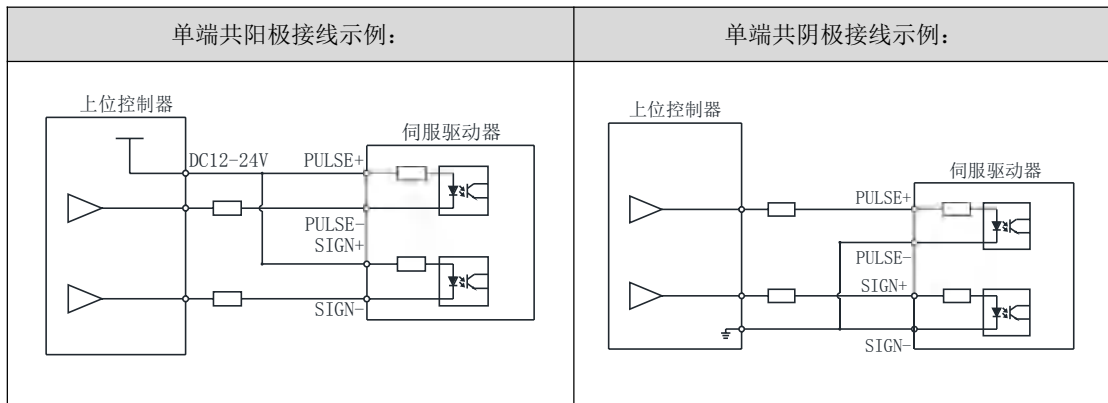 单端共阳极接线示例：
单端共阴极接线示例：
上位控制器
伺服驱动器
DC12-24V
PULSE+
PULSE-
SIGN+
SIGN-
上位控制器
伺服驱动器
PULSE+
PULSE-
SIGN+
SIGN-